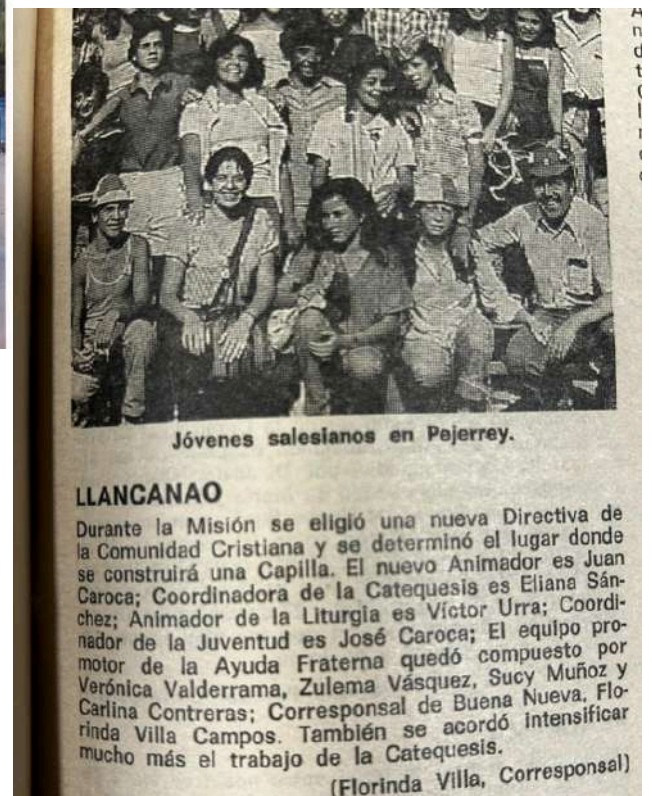 Jóvenes salesianos en Pejerrey.
LLANCANAO
Durante la Misión se eligió una nueva Directiva de
la Comunidad Cristiana y se determinó el lugar donde
se construirá una Capilla. El nuevo Animador es Juan
Caroca; Coordinadora de la Catequesis es Eliana Sán-
chez; Animador de la Liturgia es Víctor Urra; Coordi-
nador de la Juventud es José Caroca; El equipo pro-
motor de la Ayuda Fraterna quedó compuesto por
Verónica Valderrama, Zulema Vásquez, Sucy Muñoz y
Carlina Contreras; Corresponsal de Buena Nueva, Flo-
rinda Villa Campos. También se acordó intensificar
mucho más el trabajo de la Catequesis.
(Florinda Villa, Corresponsal)